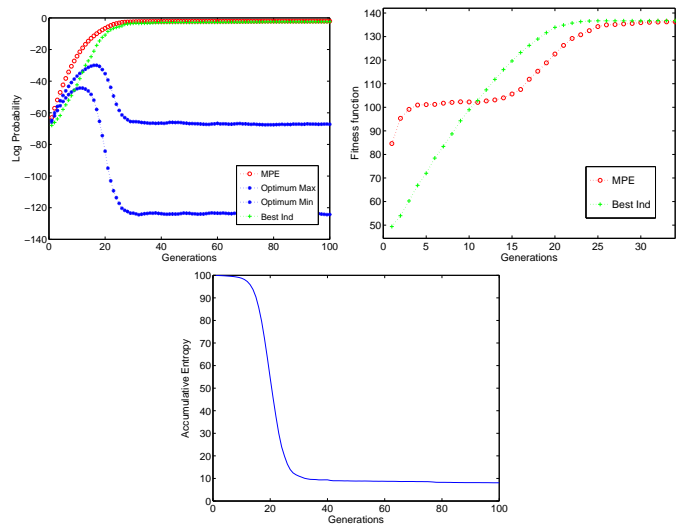 0
−20
−40
−60
−80
−100
−120
−140
Log Probability
0 20 40 60 80 100
Generations
MPE
Optimum Max
Optimum Min
Best Ind
140
130
120
110
100
90
80
70
60
50
Fitness function
0 5 10 15 20 25 30
Generations
MPE
Best Ind
100
90
80
70
60
50
40
30
20
10
0
Accumulative Entropy
0 20 40 60 80 100
Generations